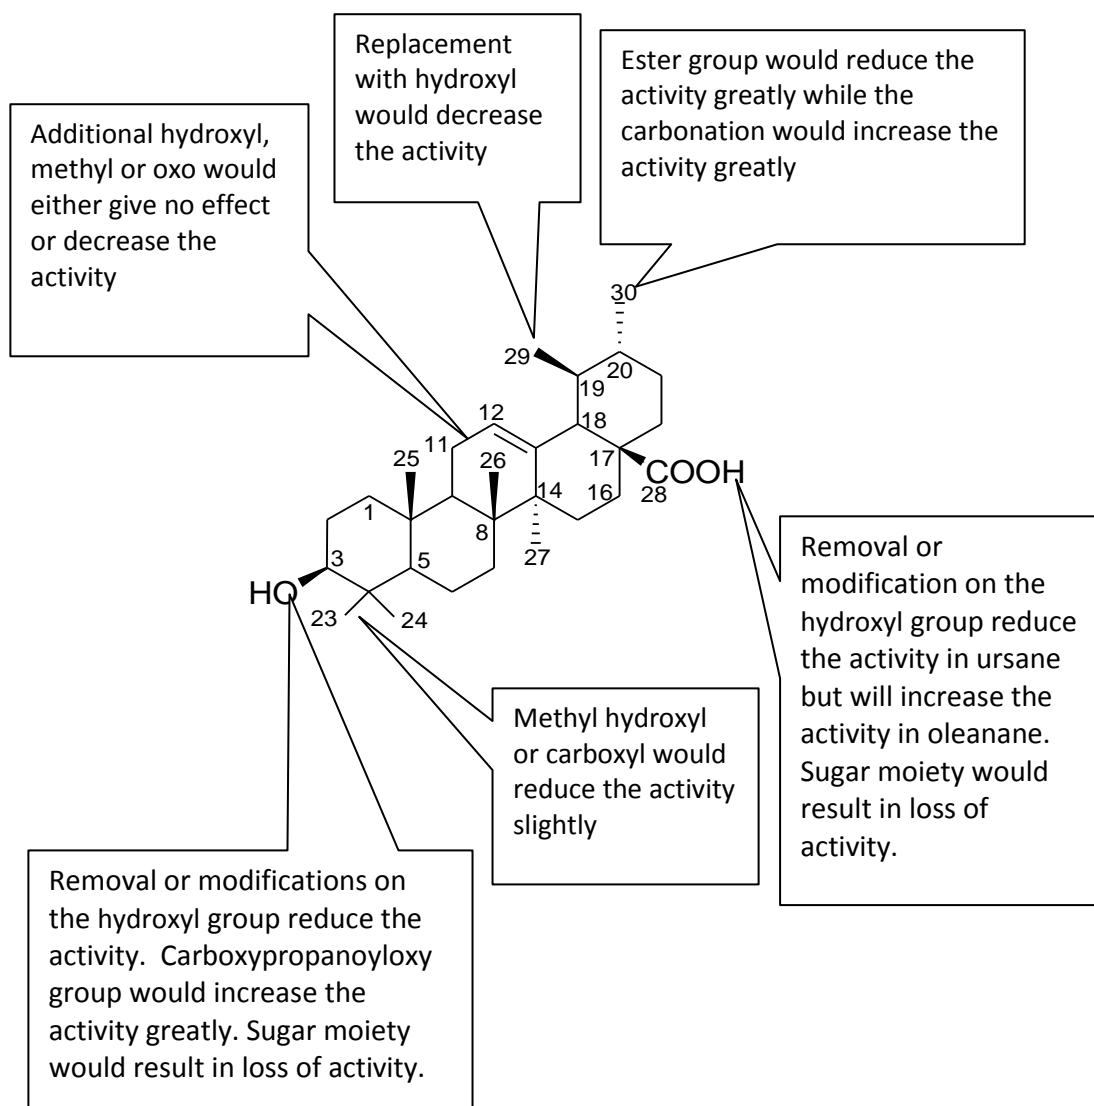 Replacement
with hydroxyl
would decrease
the activity
Ester group would reduce the
activity greatly while the
carbonation would increase the
activity greatly
Additional hydroxyl,
methyl or oxo would
either give no effect
or decrease the
activity
30
29
20
19
12
18
11
25
26
17
COOH
28
14
16
1
8
27
3
5
HO
23
24
Removal or
modification on the
hydroxyl group reduce
the activity in ursane
but will increase the
activity in oleanane.
Sugar moiety would
result in loss of
activity.
Methyl hydroxyl
or carboxyl would
reduce the activity
slightly
Removal or modifications on
the hydroxyl group reduce the
activity.  Carboxypropanoyloxy
group would increase the
activity greatly. Sugar moiety
would result in loss of activity.